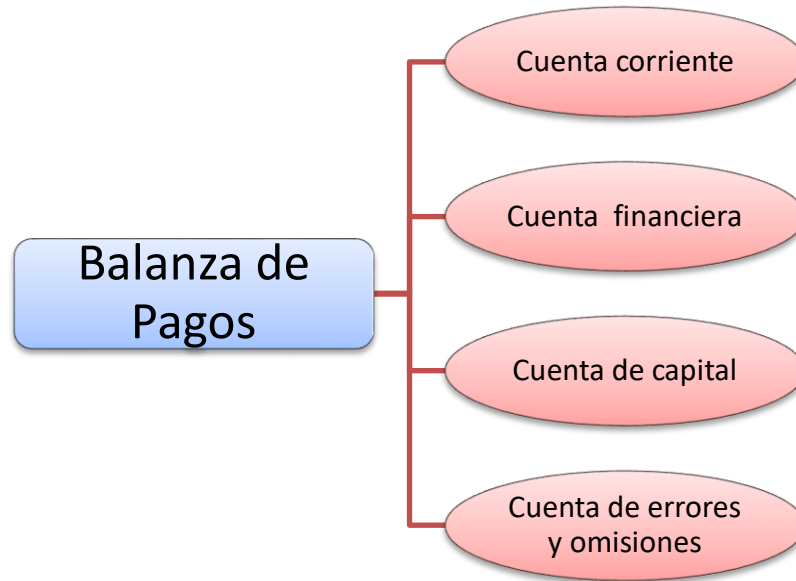 Balanza de
Pagos
Cuenta corriente
Cuenta financiera
Cuenta de capital
Cuenta de errores
y omisiones